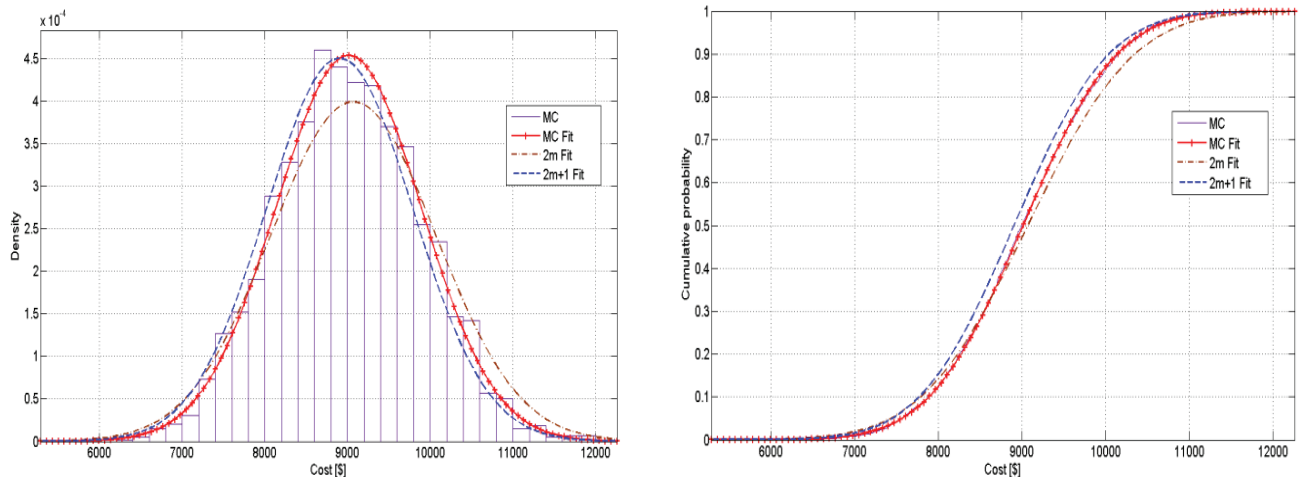 x 10⁻⁴
4.5
4
3.5
3
2.5
2
1.5
1
0.5
0
Density
6000 7000 8000 9000 10000 11000 12000
Cost [$]
MC
MC Fit
2m Fit
2m+1 Fit
1
0.9
0.8
0.7
0.6
0.5
0.4
0.3
0.2
0.1
0
Cumulative probability
6000 7000 8000 9000 10000 11000 12000
Cost [$]
MC
MC Fit
2m Fit
2m+1 Fit